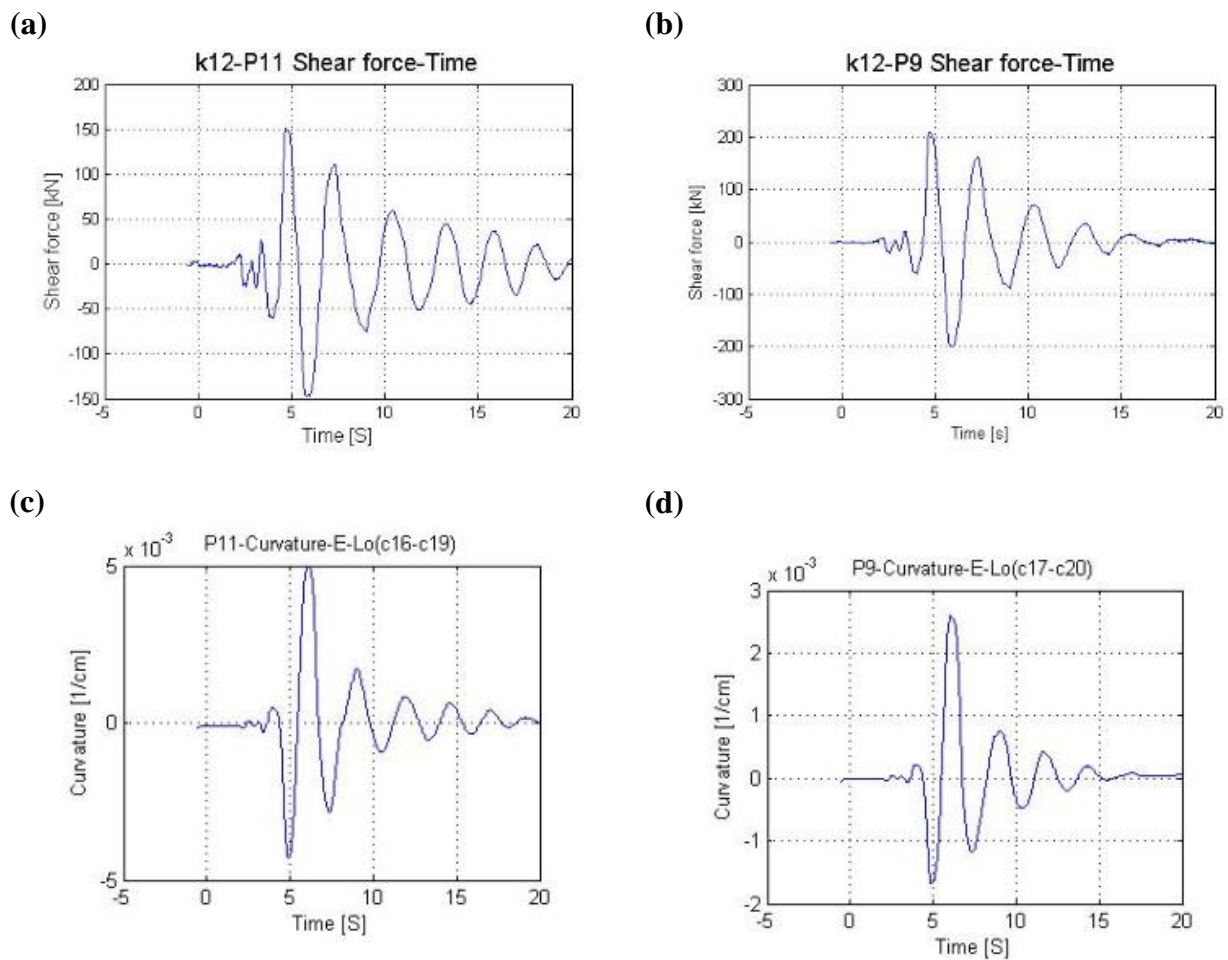 (a)
k12-P11 Shear force-Time
Shear force [kN]
200
150
100
50
0
-50
-100
-150
-5 0 5 10 15 20
Time [S]
(b)
k12-P9 Shear force-Time
Shear force [kN]
300
200
100
0
-100
-200
-300
-5 0 5 10 15 20
Time [s]
(c)
x 10-3
P11-Curvature-E-Lo(c16-c19)
Curvature [1/cm]
5
0
-5
-5 0 5 10 15 20
Time [S]
(d)
x 10-3
P9-Curvature-E-Lo(c17-c20)
Curvature [1/cm]
3
2
1
0
-1
-2
-5 0 5 10 15 20
Time [S]